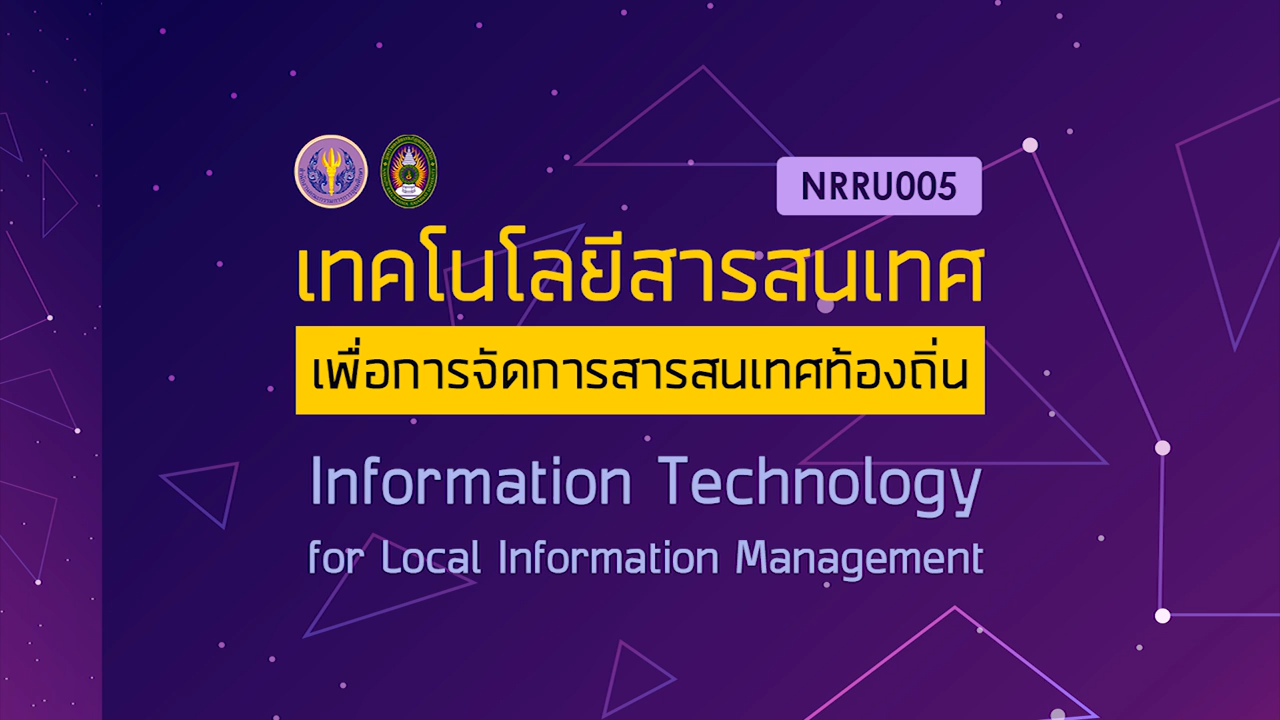 NRRU005
เทคโนโลยีสารสนเทศ
เพื่อการจัดการสารสนเทศท้องถิ่น
Information Technology
for Local Information Management